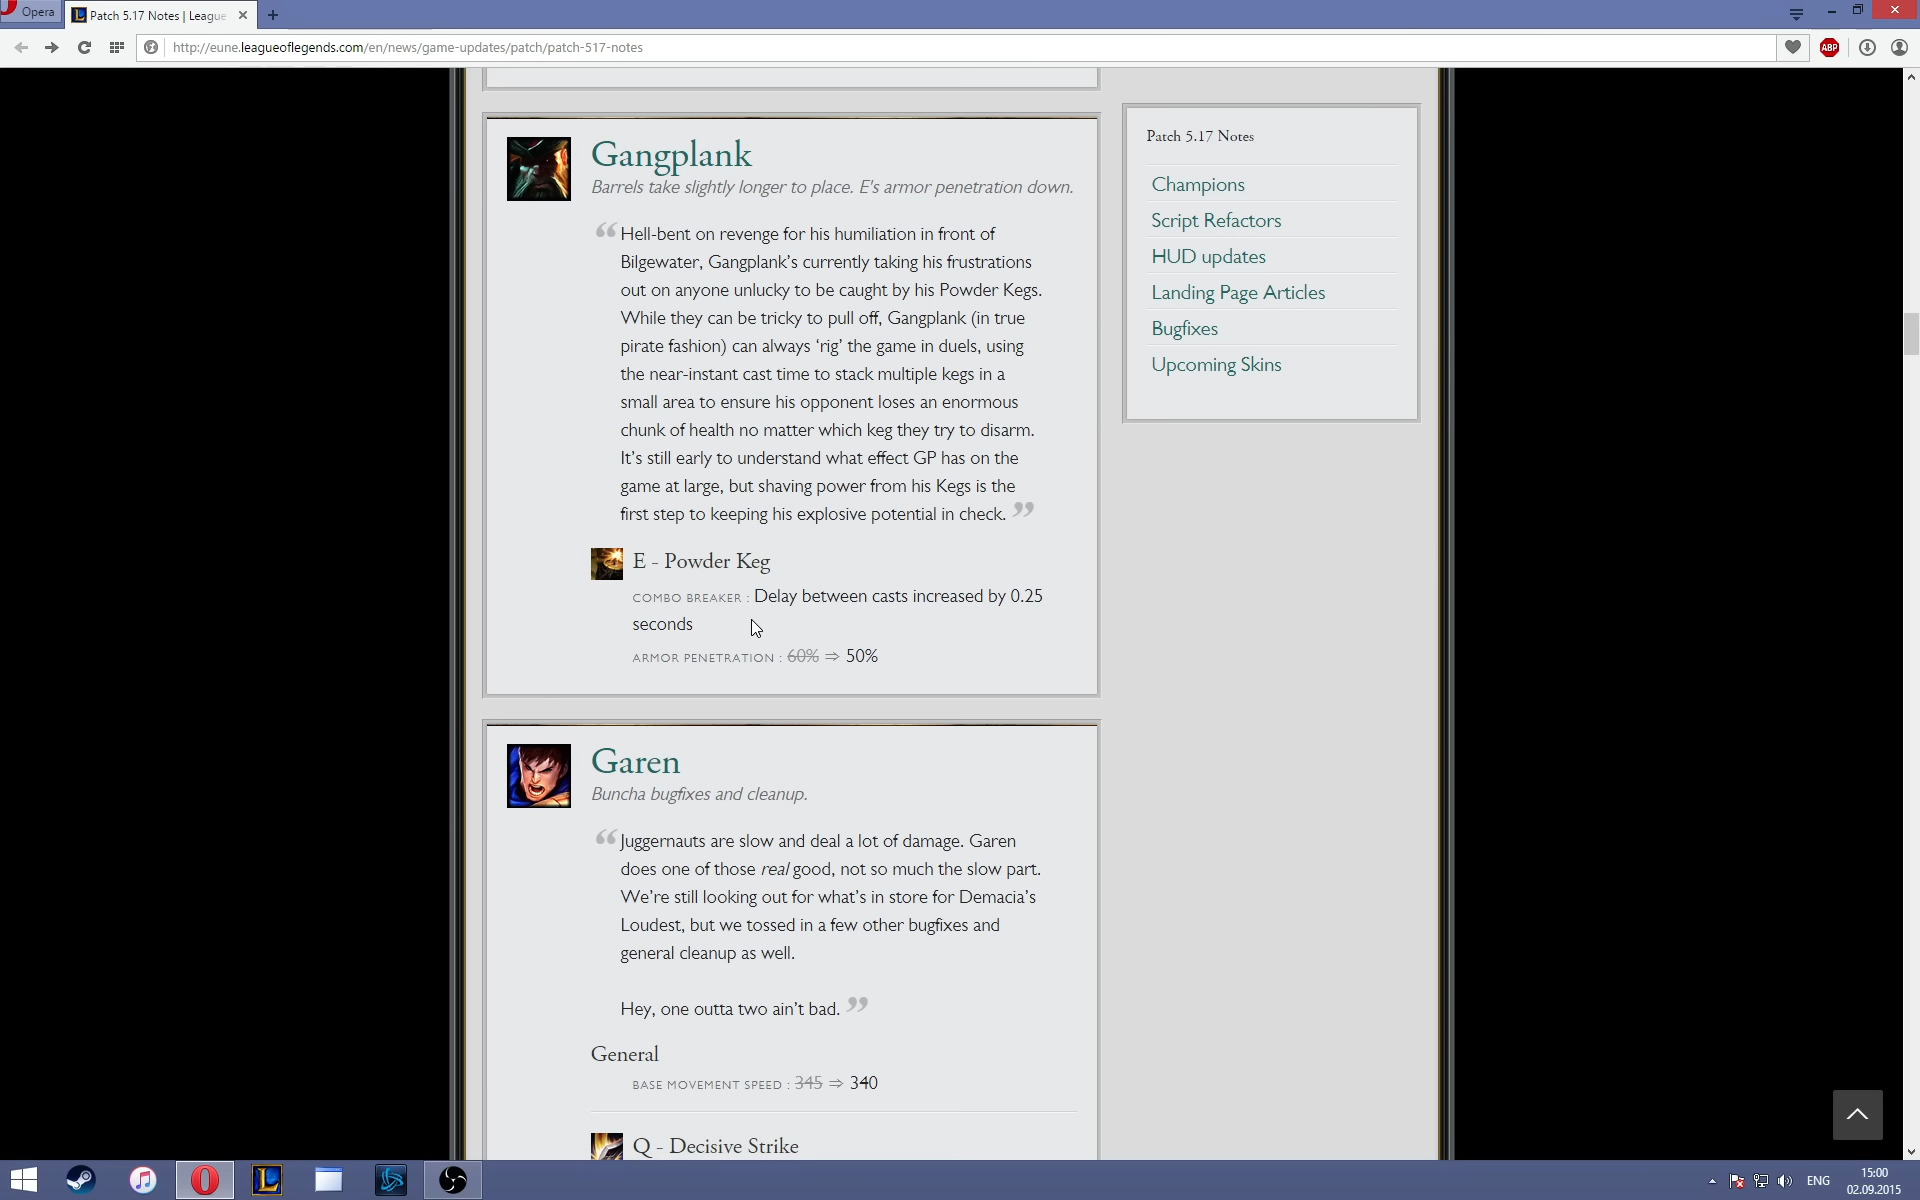 Opera
Patch 5.17 Notes | League
http://eune.leagueoflegends.com/en/news/game-updates/patch/patch-517-notes
ABP
Gangplank
Barrels take slightly longer to place. E's armor penetration down.
“Hell-bent on revenge for his humiliation in front of
Bilgewater, Gangplank’s currently taking his frustrations
out on anyone unlucky to be caught by his Powder Kegs.
While they can be tricky to pull off, Gangplank (in true
pirate fashion) can always ‘rig’ the game in duels, using
the near-instant cast time to stack multiple kegs in a
small area to ensure his opponent loses an enormous
chunk of health no matter which keg they try to disarm.
It’s still early to understand what effect GP has on the
game at large, but shaving power from his Kegs is the
first step to keeping his explosive potential in check. ”
E - Powder Keg
COMBO BREAKER : Delay between casts increased by 0.25
seconds
ARMOR PENETRATION : 60% ⇒ 50%
Garen
Buncha bugfixes and cleanup.
“Juggernauts are slow and deal a lot of damage. Garen
does one of those real good, not so much the slow part.
We’re still looking out for what’s in store for Demacia’s
Loudest, but we tossed in a few other bugfixes and
general cleanup as well.
Hey, one outta two ain’t bad. ”
General
BASE MOVEMENT SPEED : 345 ⇒ 340
Q - Decisive Strike
Patch 5.17 Notes
Champions
Script Refactors
HUD updates
Landing Page Articles
Bugfixes
Upcoming Skins
ENG
15:00
02.09.2015